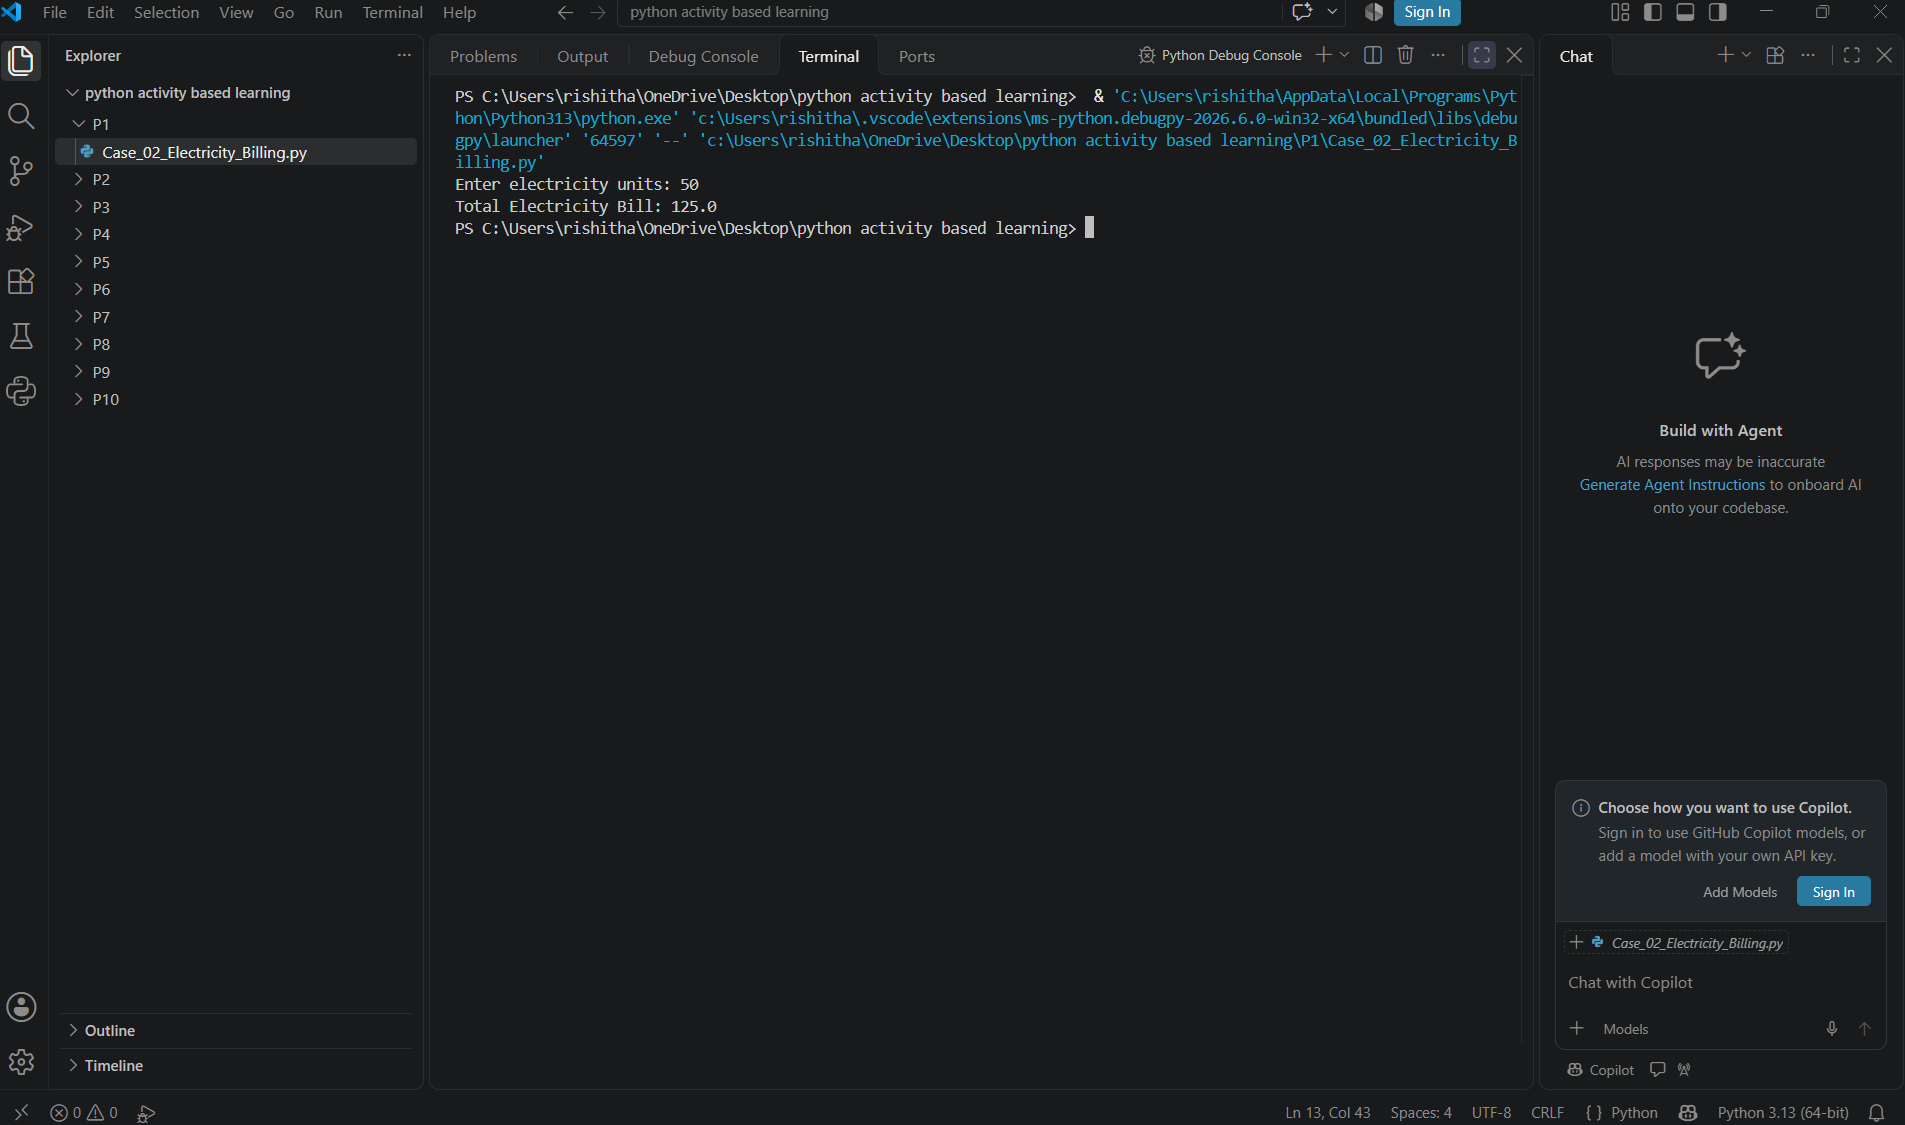 File Edit Selection View Go Run Terminal Help
python activity based learning
Sign In
Explorer
python activity based learning
P1
Case_02_Electricity_Billing.py
P2
P3
P4
P5
P6
P7
P8
P9
P10
Outline
Timeline
Problems Output Debug Console Terminal Ports
Python Debug Console
PS C:\Users\rishitha\OneDrive\Desktop\python activity based learning>  & 'C:\Users\rishitha\AppData\Local\Programs\Pyt
hon\Python313\python.exe' 'c:\Users\rishitha\.vscode\extensions\ms-python.debugpy-2026.6.0-win32-x64\bundled\libs\debu
gpy\launcher' '64597' '--' 'c:\Users\rishitha\OneDrive\Desktop\python activity based learning\P1\Case_02_Electricity_B
illing.py'
Enter electricity units: 50
Total Electricity Bill: 125.0
PS C:\Users\rishitha\OneDrive\Desktop\python activity based learning>
Chat
Build with Agent
AI responses may be inaccurate
Generate Agent Instructions to onboard AI
onto your codebase.
Choose how you want to use Copilot.
Sign in to use GitHub Copilot models, or
add a model with your own API key.
Add Models Sign In
Case_02_Electricity_Billing.py
Chat with Copilot
Models
Copilot
0 0
Ln 13, Col 43 Spaces: 4 UTF-8 CRLF { } Python Python 3.13 (64-bit)